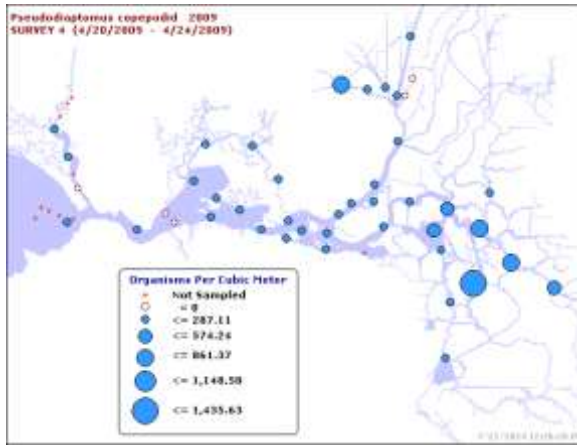 Pseudodiaptomus copepodid 2009
SURVEY 4 (4/20/2009 - 4/24/2009)
Organisms Per Cubic Meter
Not Sampled
= 0
<= 287.11
<= 574.24
<= 861.37
<= 1,148.50
<= 1,435.63